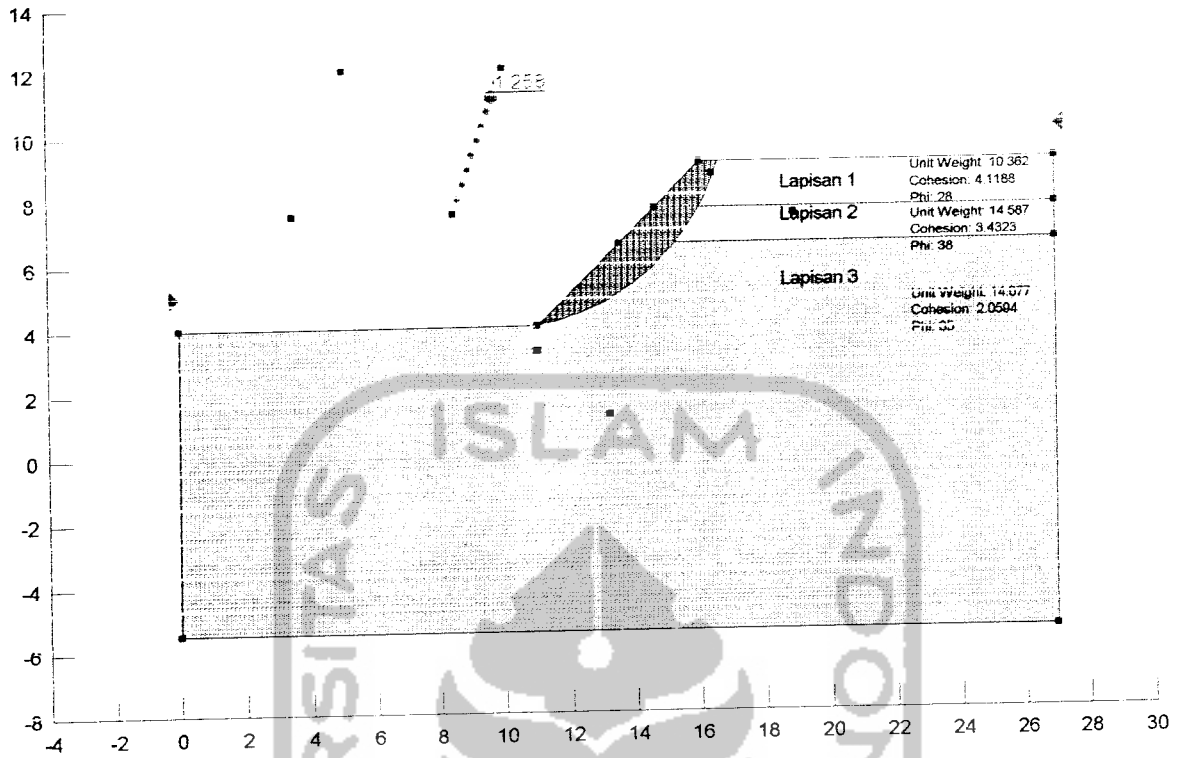 14
12
1.258
10
Unit Weight: 10.362
Lapisan 1
Cohesion: 4.1188
Phi: 28
8
Lapisan 2
Unit Weight: 14.587
Cohesion: 3.4323
Phi: 38
6
Lapisan 3
Unit Weight: 14.077
Cohesion: 2.0594
Phi: 35
4
2
0
-2
-4
-6
-8
-4 -2 0 2 4 6 8 10 12 14 16 18 20 22 24 26 28 30
ISLAM